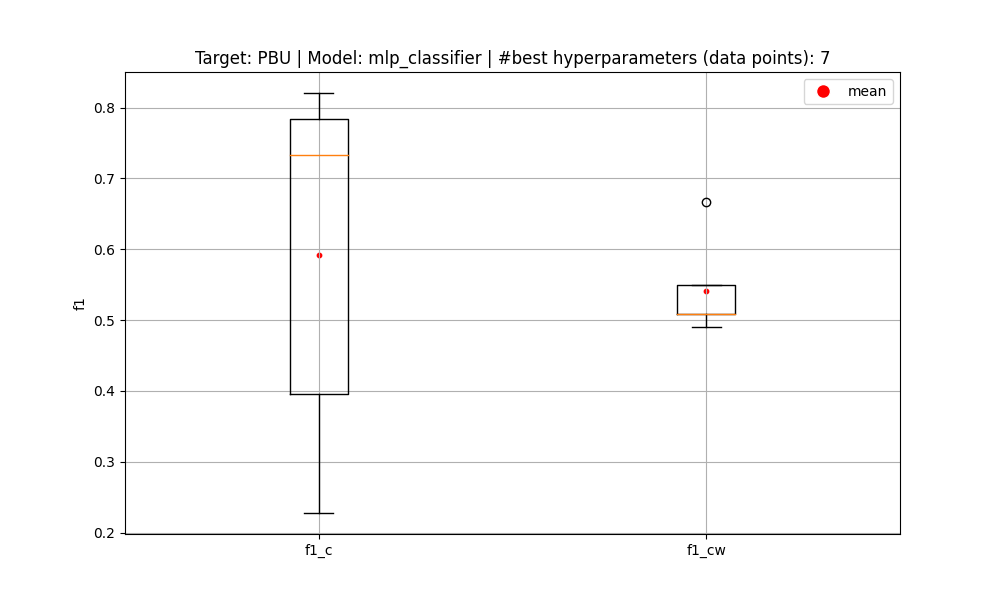 Target: PBU | Model: mlp_classifier | #best hyperparameters (data points): 7
mean
0.8
0.7
0.6
0.5
0.4
0.3
0.2
f1
f1_c
f1_cw